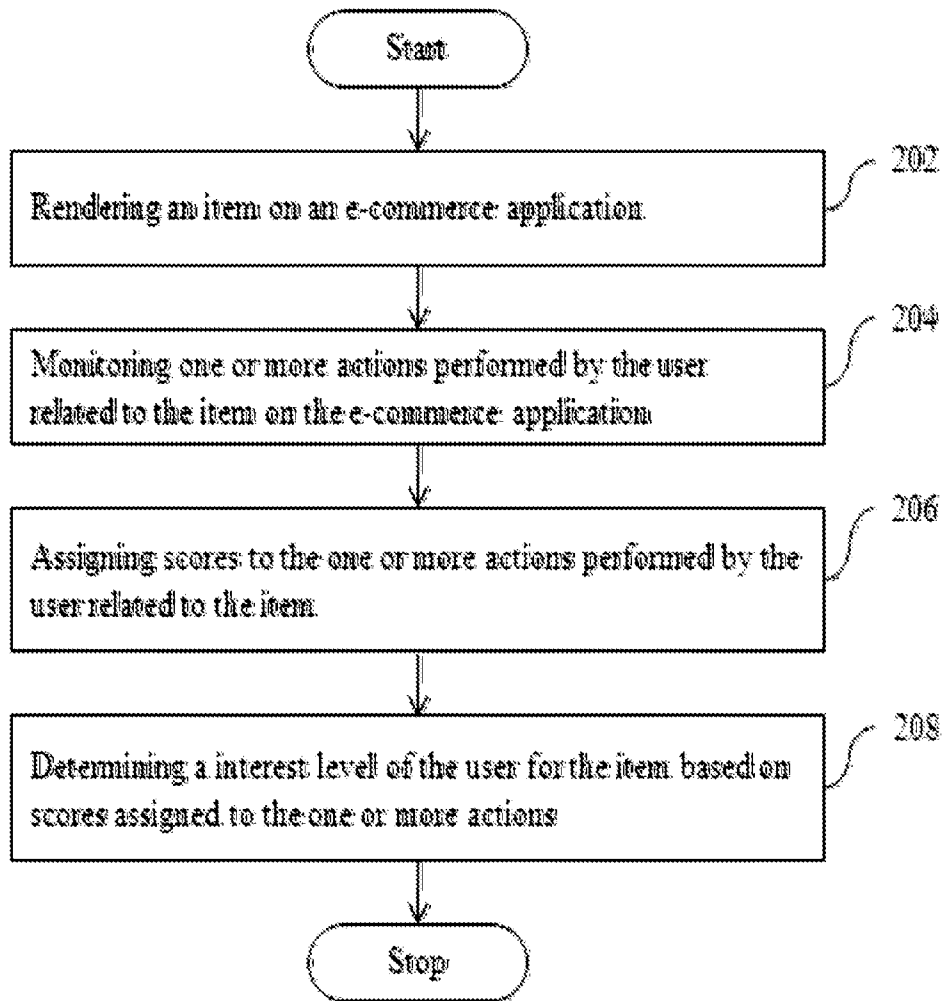 Start
202
Rendering an item on an e-commerce application
204
Monitoring one or more actions performed by the user
related to the item on the e-commerce application
206
Assigning scores to the one or more actions performed by the
user related to the item
208
Determining a interest level of the user for the item based on
scores assigned to the one or more actions
Stop